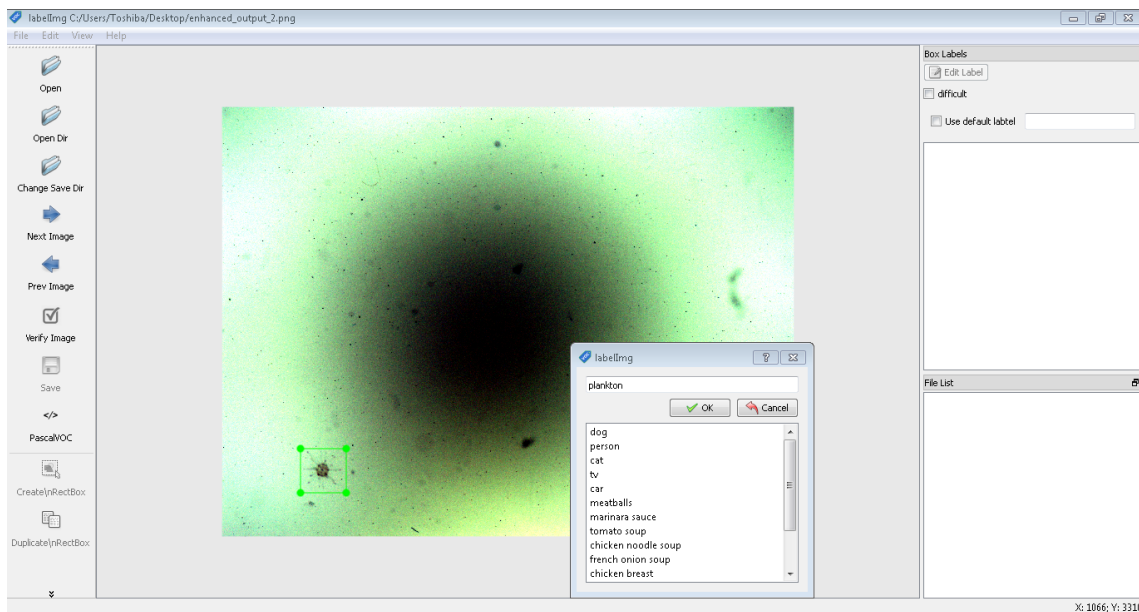 labelImg C:/Users/Toshiba/Desktop/enhanced_output_2.png
File Edit View Help
Open
Open Dir
Change Save Dir
Next Image
Prev Image
Verify Image
Save
</>
PascalVOC
Create\nRectBox
Duplicate\nRectBox
Box Labels
Edit Label
difficult
Use default labtel
File List
labelImg
plankton
OK Cancel
dog
person
cat
tv
car
meatballs
marinara sauce
tomato soup
chicken noodle soup
french onion soup
chicken breast
X: 1066; Y: 3310